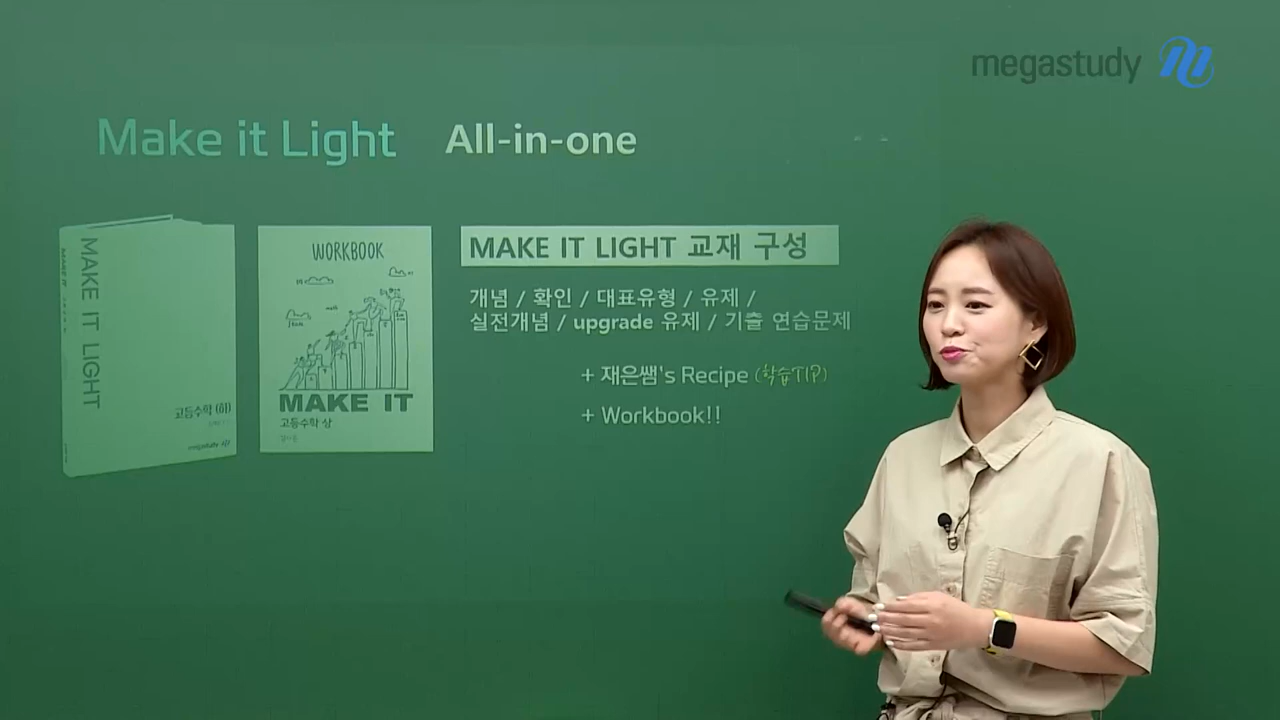 megastudy
Make it Light All-in-one
MAKE IT LIGHT
고등수학 (하)
megastudy
WORKBOOK
MAKE IT
고등수학 상
MAKE IT LIGHT 교재 구성
개념 / 확인 / 대표유형 / 유제 /
실전개념 / upgrade 유제 / 기출 연습문제
+ 재은쌤's Recipe (학습TIP)
+ Workbook!!